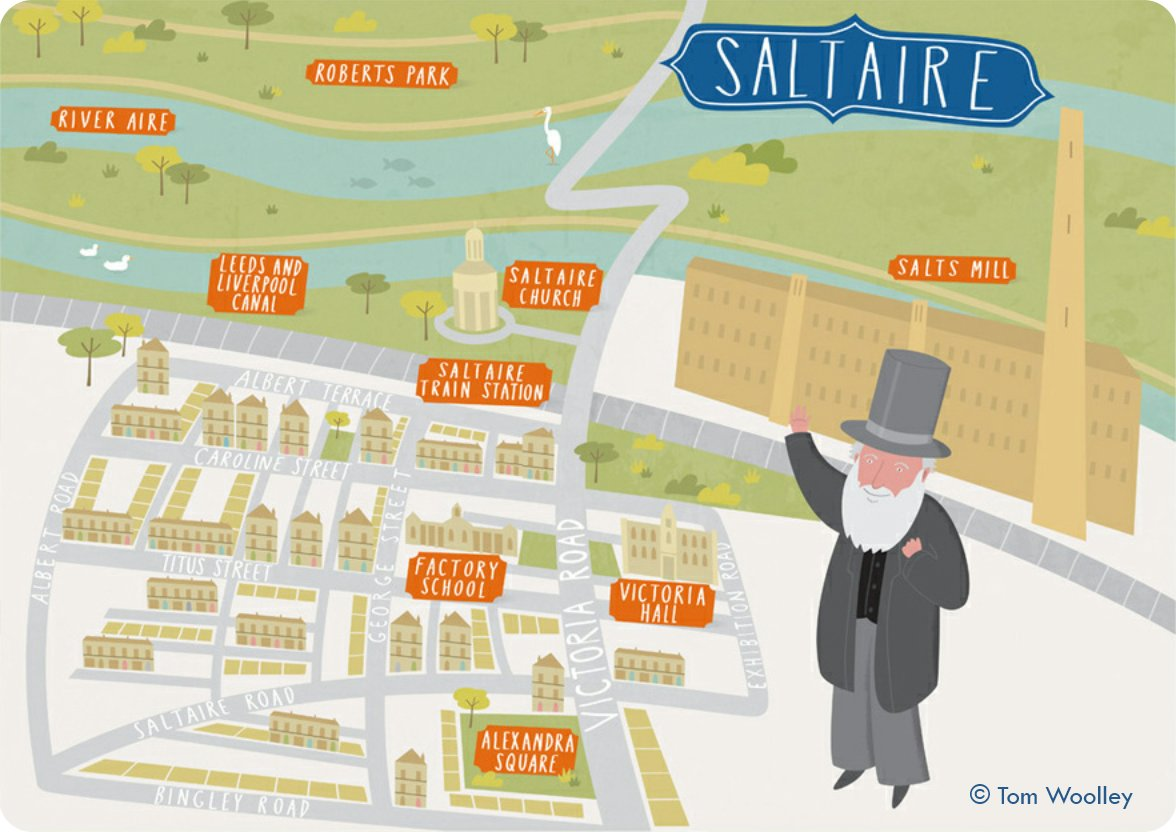 SALTAIRE
ROBERTS PARK
RIVER AIRE
LEEDS AND
LIVERPOOL
CANAL
SALTAIRE
CHURCH
SALTS MILL
SALTAIRE
TRAIN STATION
ALBERT TERRACE
CAROLINE STREET
ALBERT ROAD
TITUS STREET
GEORGE STREET
FACTORY
SCHOOL
VICTORIA ROAD
VICTORIA
HALL
EXHIBITION ROAD
SALTAIRE ROAD
ALEXANDRA
SQUARE
BINGLEY ROAD
© Tom Woolley